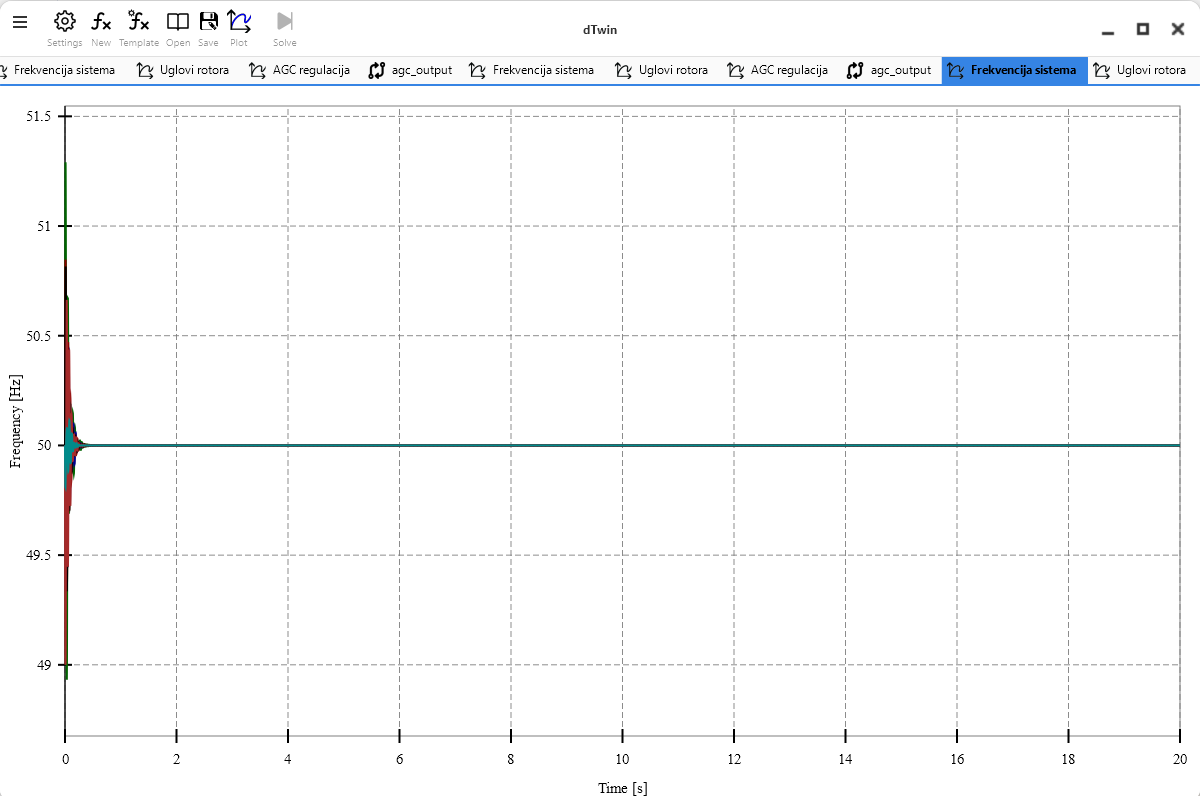 dTwin
Settings New Template Open Save Plot Solve
Frekvencija sistema Uglovi rotora AGC regulacija agc_output Frekvencija sistema Uglovi rotora AGC regulacija agc_output Frekvencija sistema Uglovi rotora
51.5
51
50.5
50
49.5
49
Frequency [Hz]
0 2 4 6 8 10 12 14 16 18 20
Time [s]